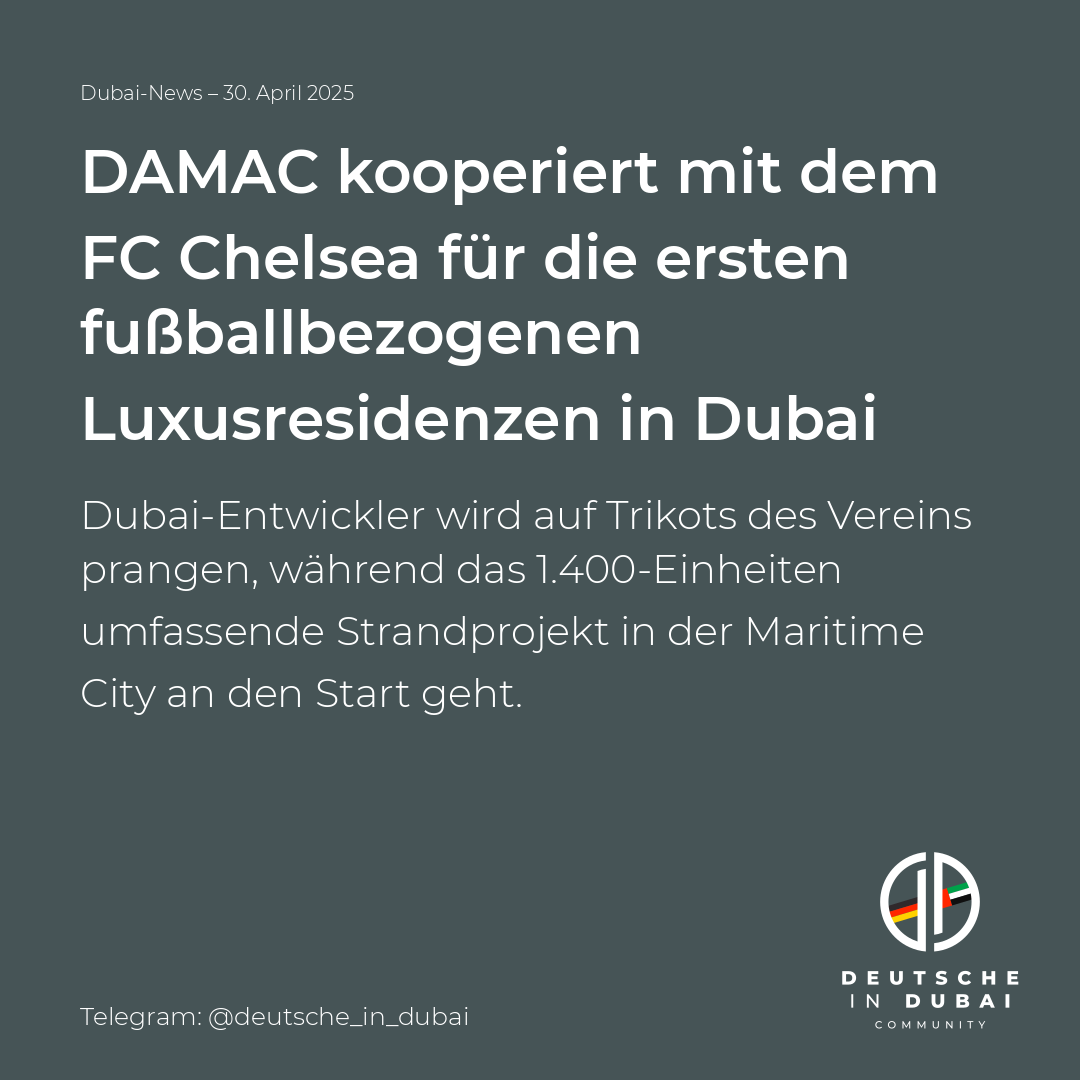 Dubai-News – 30. April 2025
DAMAC kooperiert mit dem
FC Chelsea für die ersten
fußballbezogenen
Luxusresidenzen in Dubai
Dubai-Entwickler wird auf Trikots des Vereins
prangen, während das 1.400-Einheiten
umfassende Strandprojekt in der Maritime
City an den Start geht.
DEUTSCHE
IN DUBAI
COMMUNITY
Telegram: @deutsche_in_dubai